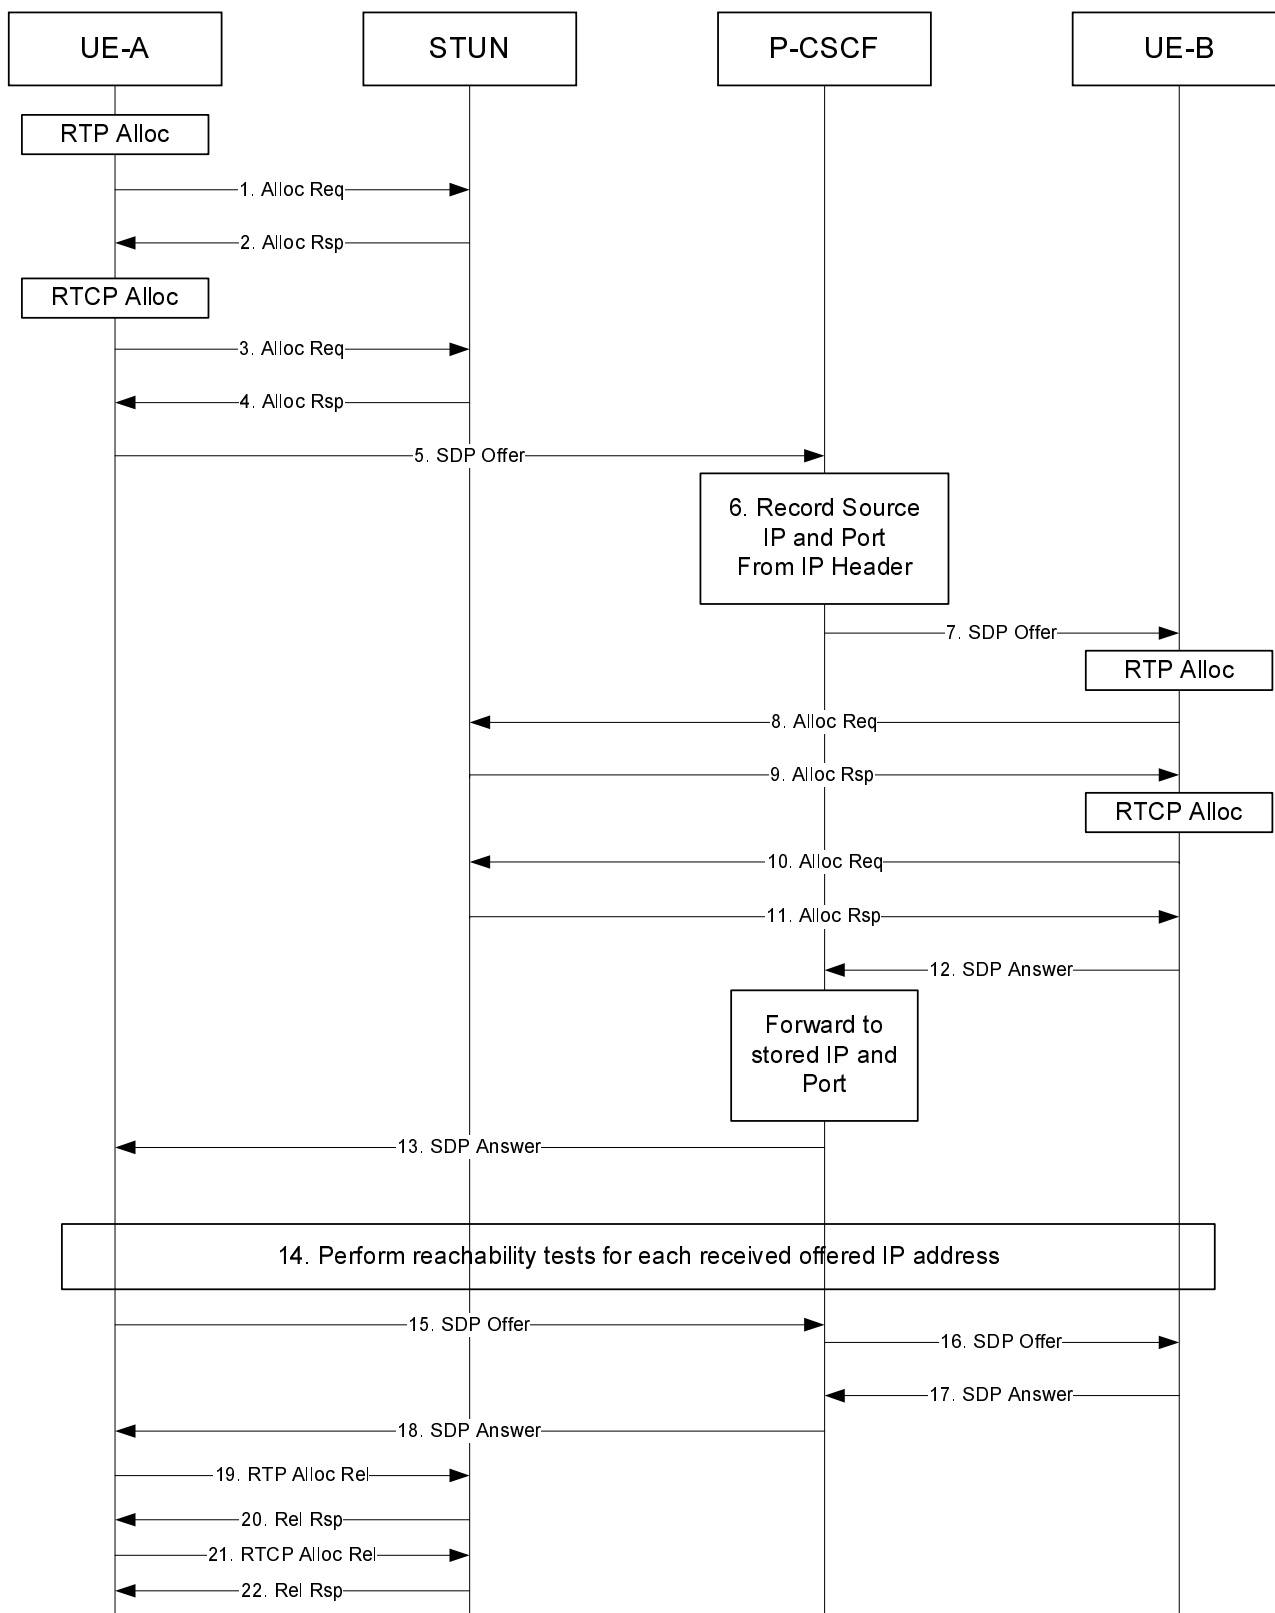 UE-A
STUN
P-CSCF
UE-B
RTP Alloc
1. Alloc Req
2. Alloc Rsp
RTCP Alloc
3. Alloc Req
4. Alloc Rsp
5. SDP Offer
6. Record Source
IP and Port
From IP Header
7. SDP Offer
RTP Alloc
8. Alloc Req
9. Alloc Rsp
RTCP Alloc
10. Alloc Req
11. Alloc Rsp
12. SDP Answer
Forward to
stored IP and
Port
13. SDP Answer
14. Perform reachability tests for each received offered IP address
15. SDP Offer
16. SDP Offer
17. SDP Answer
18. SDP Answer
19. RTP Alloc Rel
20. Rel Rsp
21. RTCP Alloc Rel
22. Rel Rsp